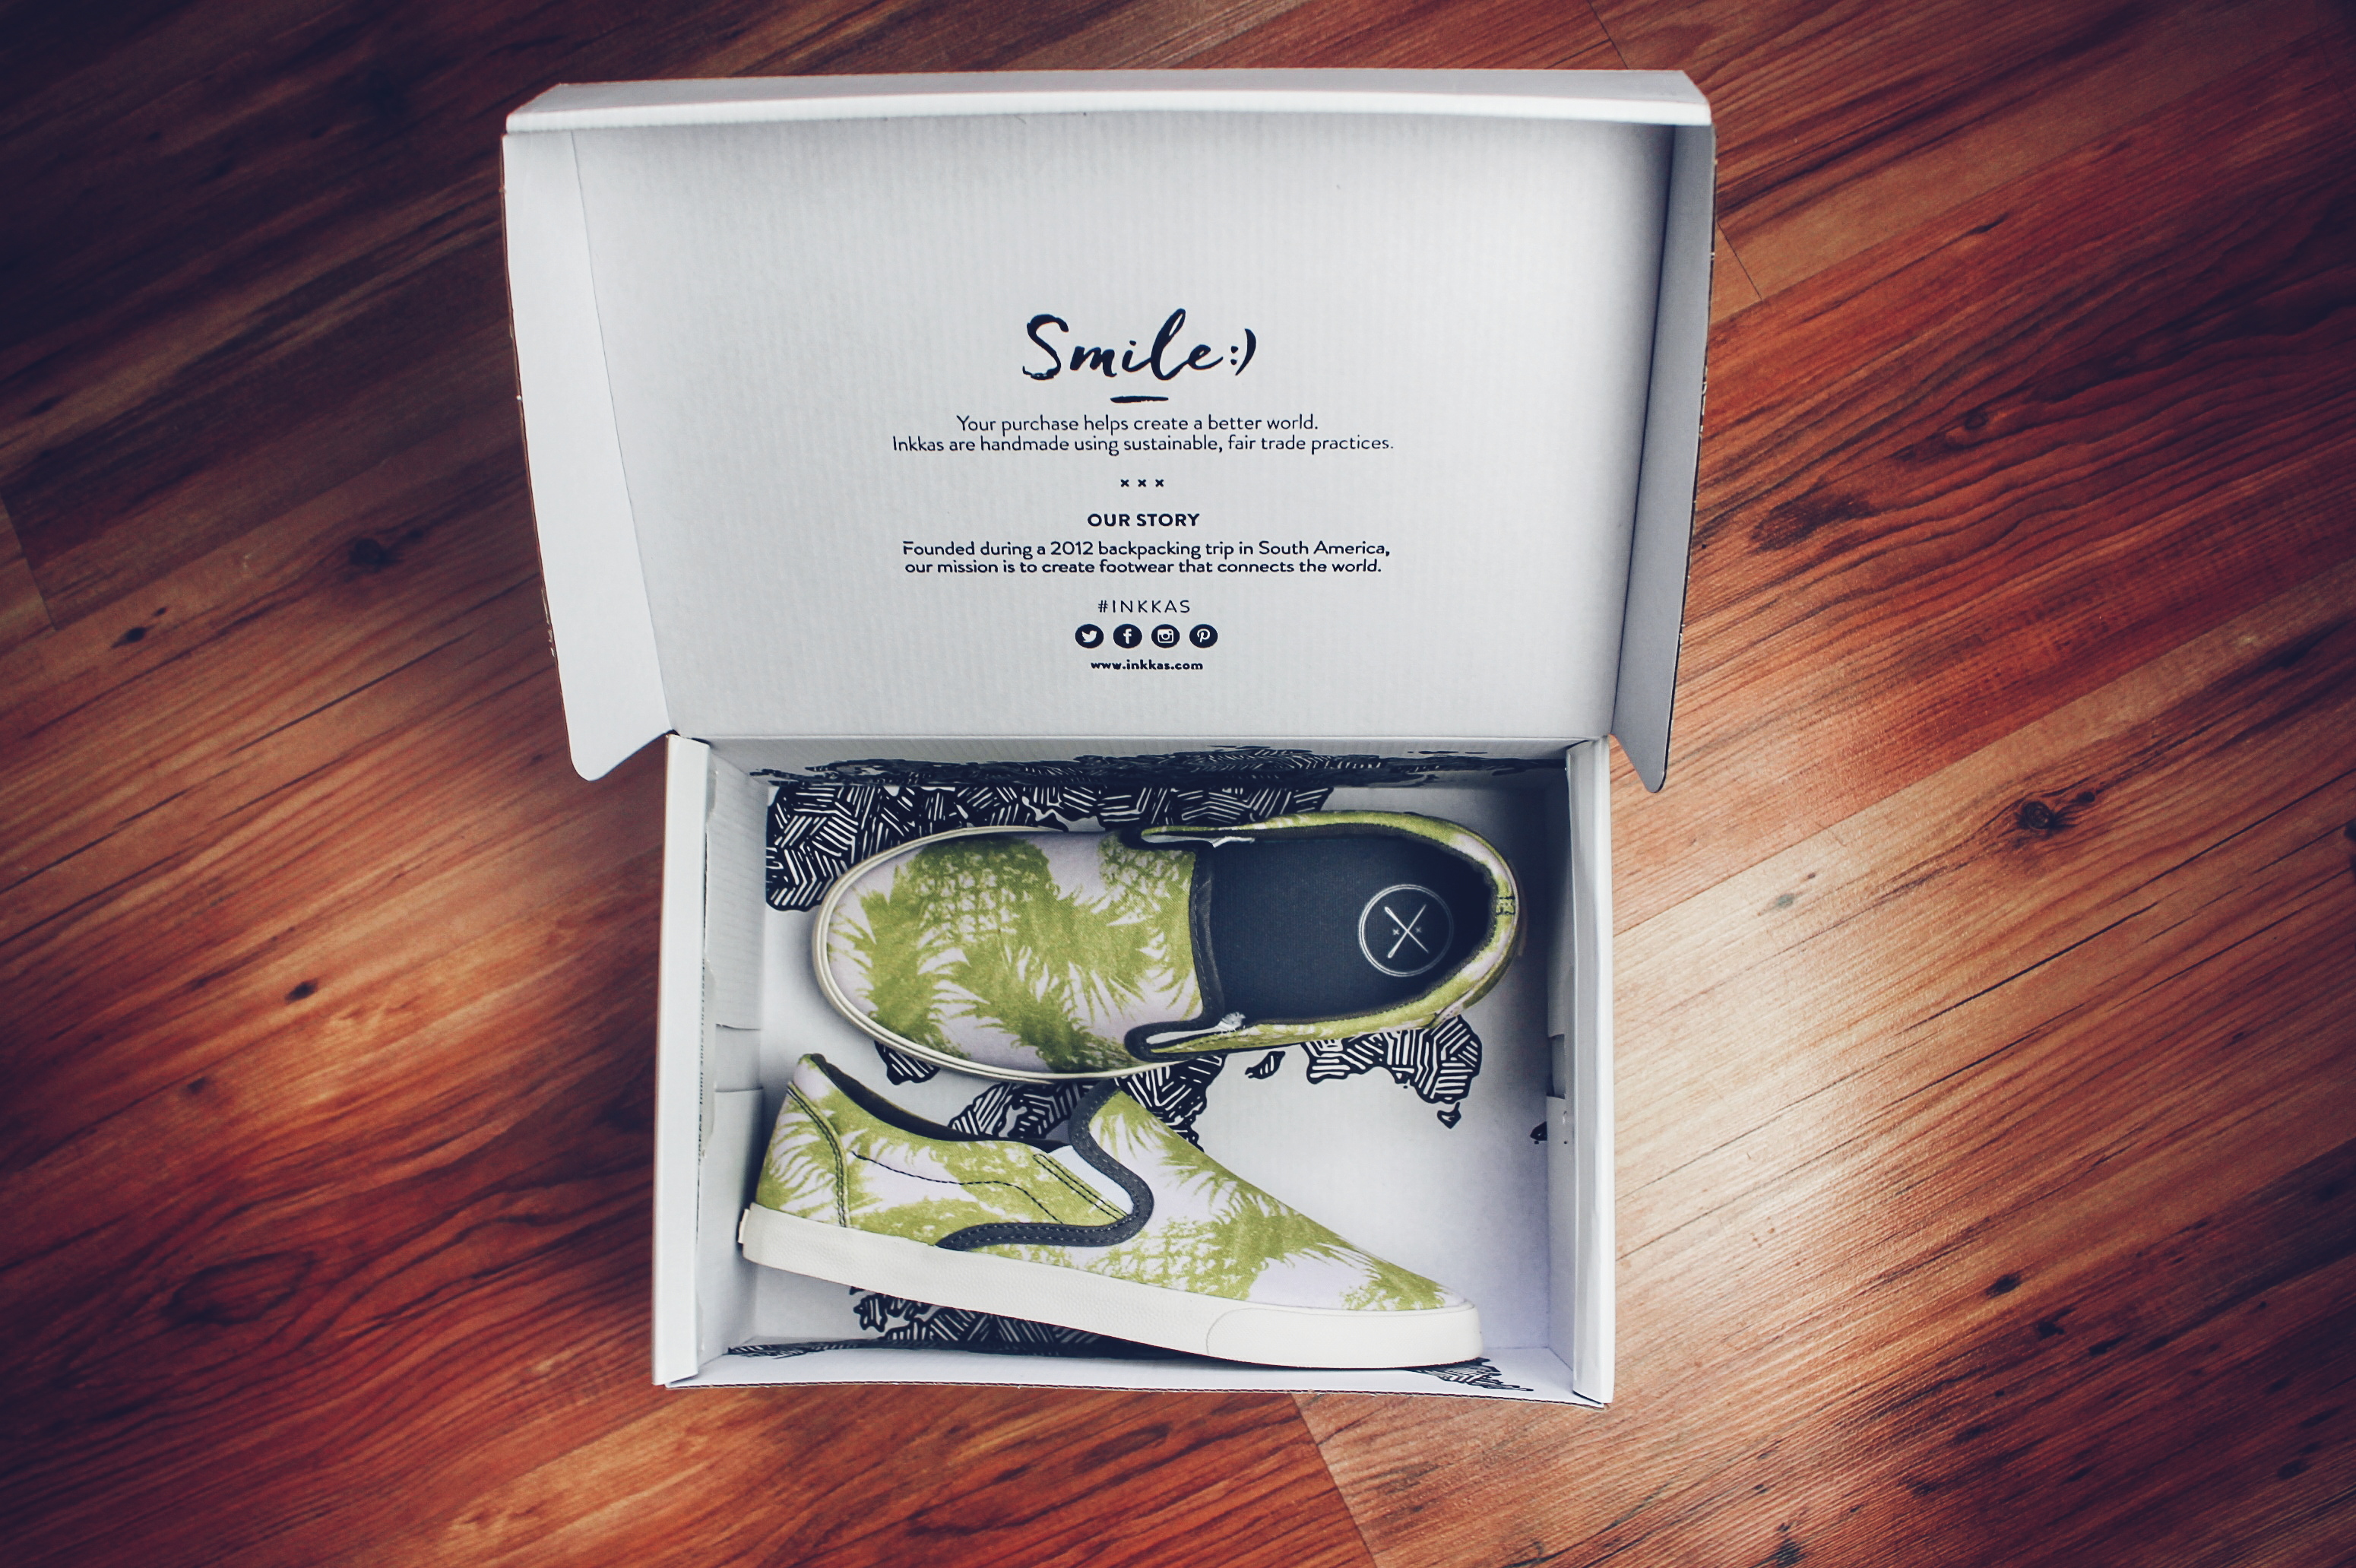 Smile:)
Your purchase helps create a better world.
Inkkas are handmade using sustainable, fair trade practices.
x x x
OUR STORY
Founded during a 2012 backpacking trip in South America,
our mission is to create footwear that connects the world.
#INKKAS
www.inkkas.com